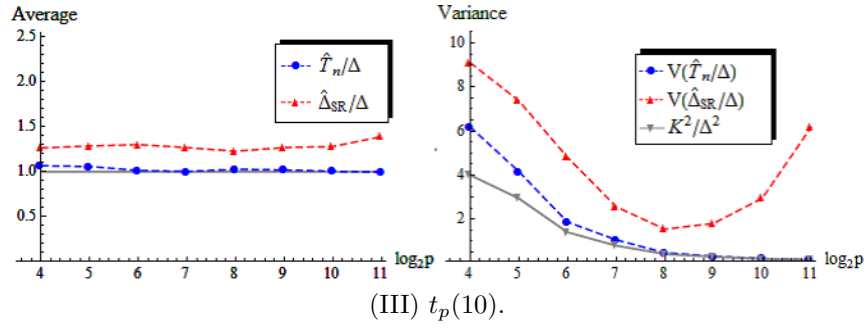 Average
2.5
2.0
1.5
1.0
0.5
4 5 6 7 8 9 10 11
log₂p
T̂ₙ/Δ
Δ̂_SR/Δ
Variance
10
8
6
4
2
4 5 6 7 8 9 10 11
log₂p
V(T̂ₙ/Δ)
V(Δ̂_SR/Δ)
K²/Δ²
(III) tₚ(10).